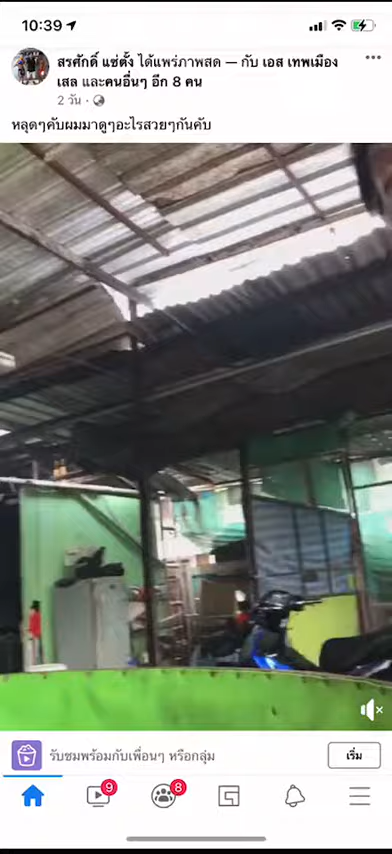 10:39
สรศักดิ์ แซ่ตั้ง ได้แพร่ภาพสด — กับ เอส เทพเมือง
เสล และคนอื่นๆ อีก 8 คน
2 วัน ·
หลุดๆคับผมมาดูๆอะไรสวยๆกันคับ
รับชมพร้อมกับเพื่อนๆ หรือกลุ่ม
เริ่ม
9
8